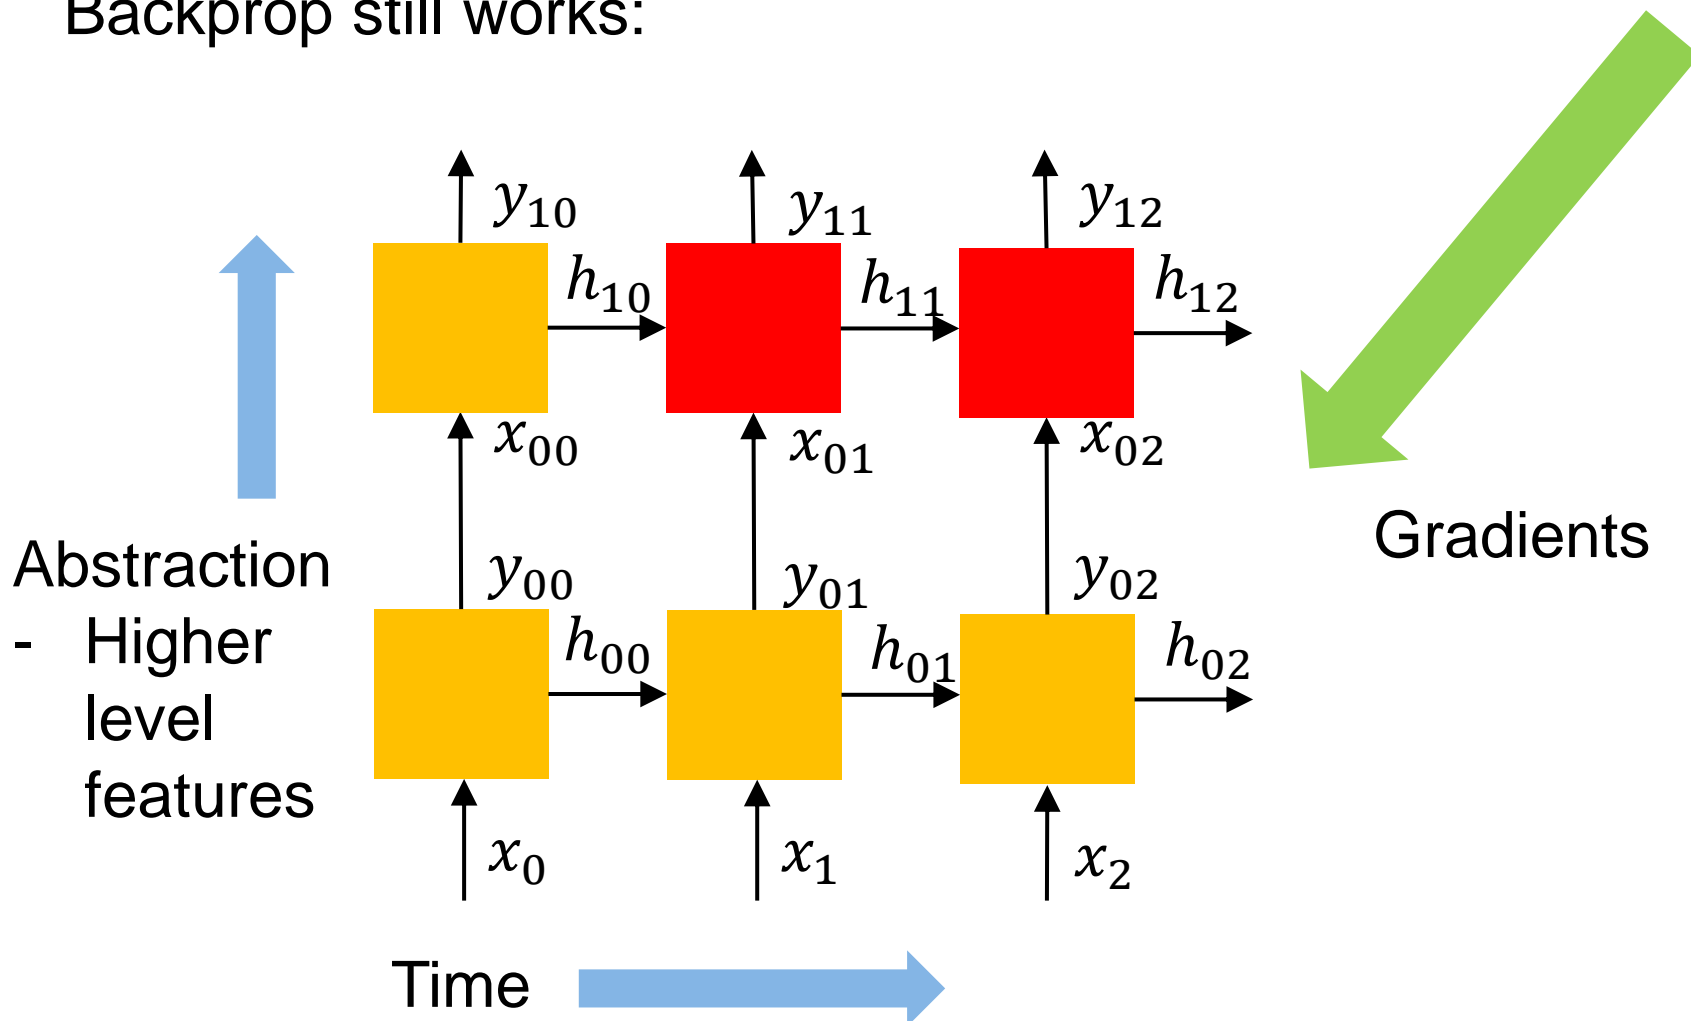 Backprop still works:
y₁₀ y₁₁ y₁₂
h₁₀ h₁₁ h₁₂
x₀₀ x₀₁ x₀₂
Gradients
Abstraction
- Higher
level
features
y₀₀ y₀₁ y₀₂
h₀₀ h₀₁ h₀₂
x₀ x₁ x₂
Time